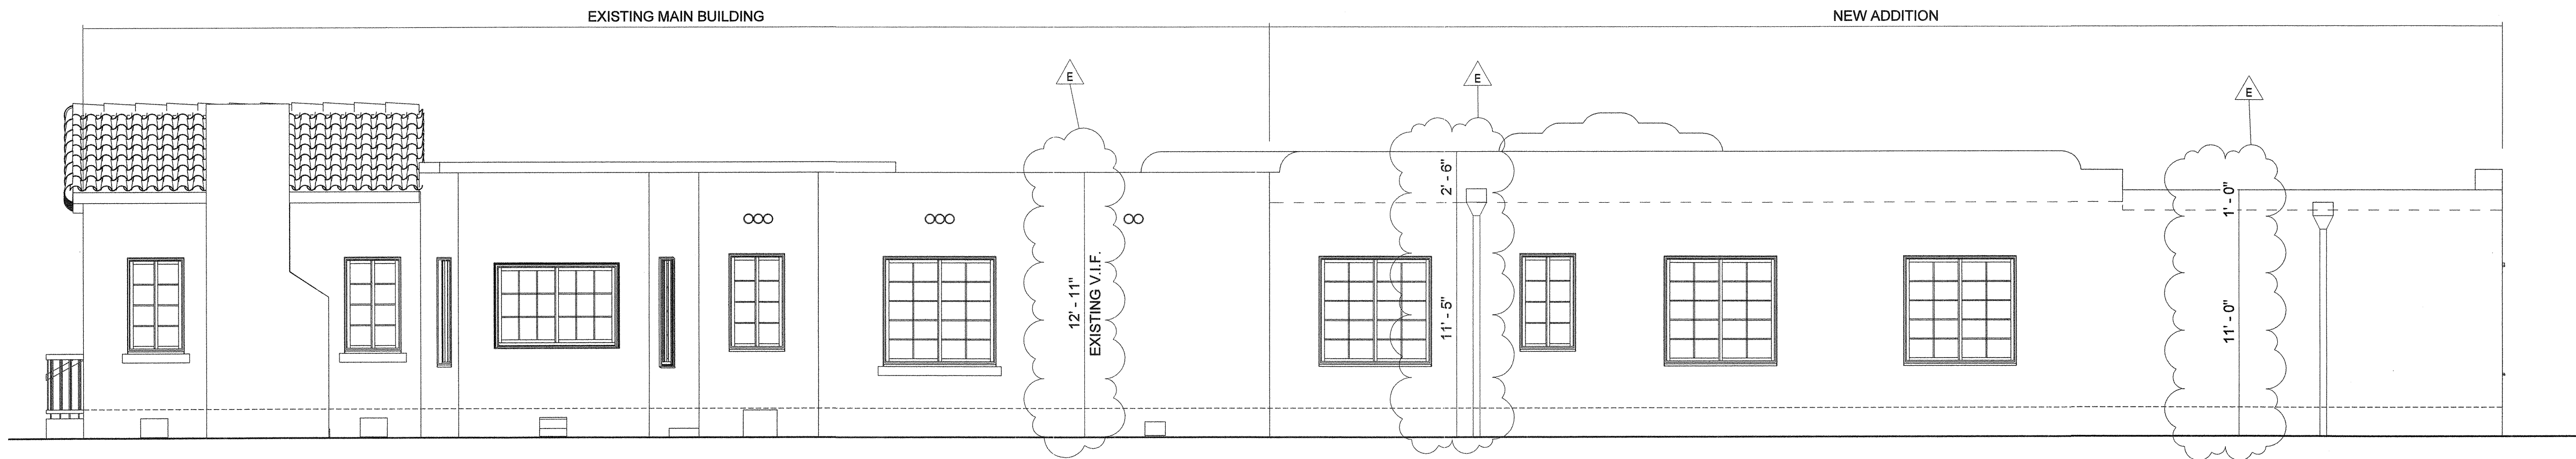 EXISTING MAIN BUILDING
NEW ADDITION
E
E
E
12' - 11"
EXISTING V.I.F.
2' - 6"
11' - 5"
1' - 0"
11' - 0"